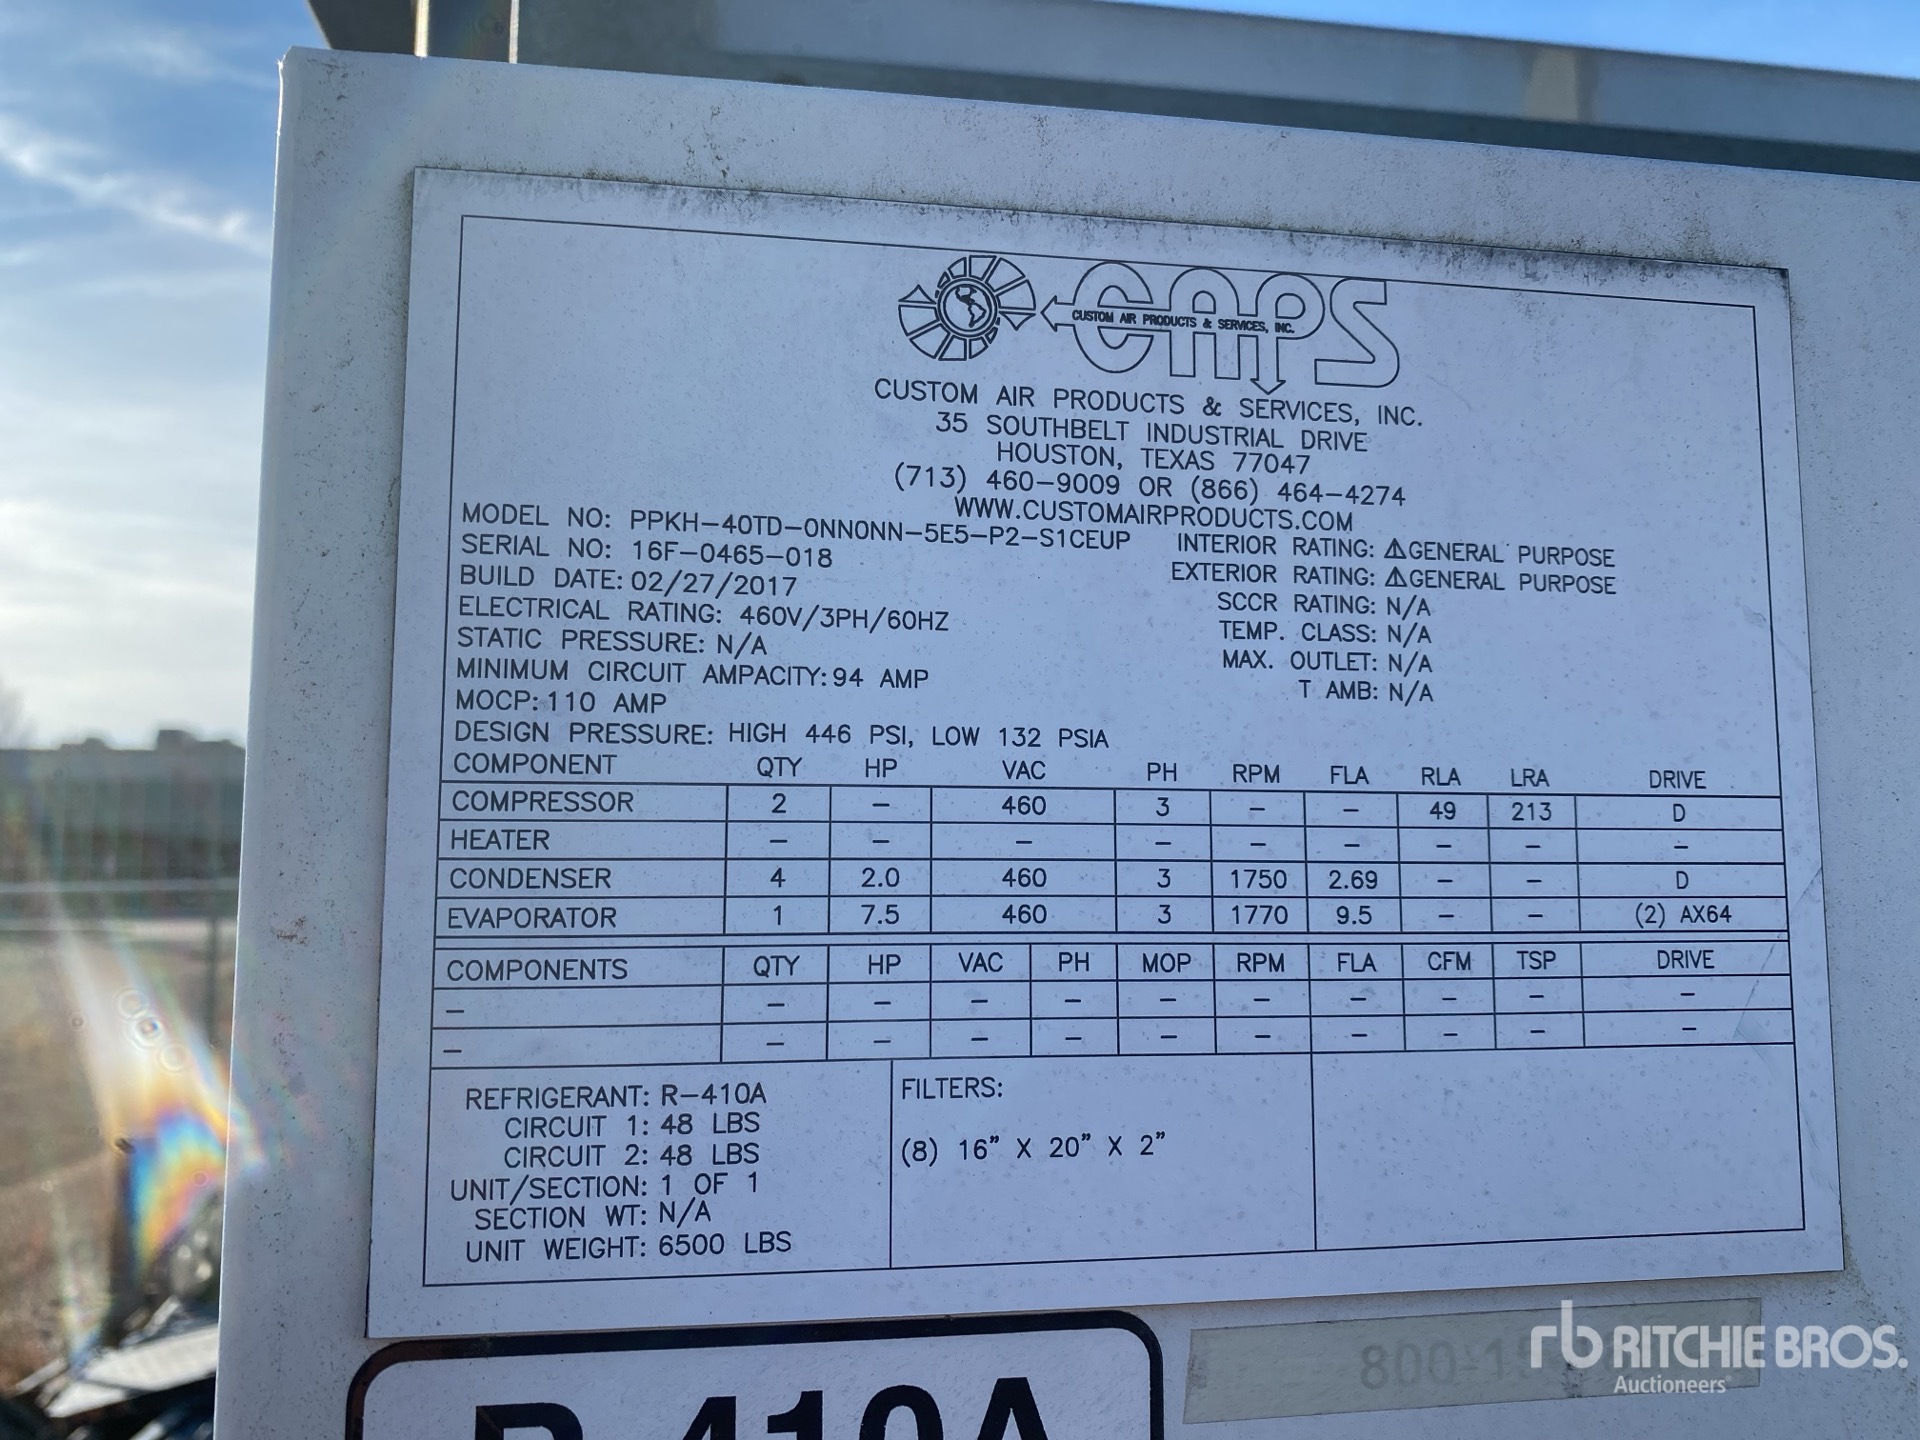 CAPS
CUSTOM AIR PRODUCTS & SERVICES, INC.
CUSTOM AIR PRODUCTS & SERVICES, INC.
35 SOUTHBELT INDUSTRIAL DRIVE
HOUSTON, TEXAS 77047
(713) 460-9009 OR (866) 464-4274
WWW.CUSTOMAIRPRODUCTS.COM
MODEL NO: PPKH-40TD-0NN0NN-5E5-P2-S1CEUP
SERIAL NO: 16F-0465-018
BUILD DATE: 02/27/2017
ELECTRICAL RATING: 460V/3PH/60HZ
STATIC PRESSURE: N/A
MINIMUM CIRCUIT AMPACITY: 94 AMP
MOCP: 110 AMP
DESIGN PRESSURE: HIGH 446 PSI, LOW 132 PSIA
INTERIOR RATING: ⚠GENERAL PURPOSE
EXTERIOR RATING: ⚠GENERAL PURPOSE
SCCR RATING: N/A
TEMP. CLASS: N/A
MAX. OUTLET: N/A
T AMB: N/A
COMPONENT QTY HP VAC PH RPM FLA RLA LRA DRIVE
COMPRESSOR 2 - 460 3 - - 49 213 D
HEATER - - - - - - - - -
CONDENSER 4 2.0 460 3 1750 2.69 - - D
EVAPORATOR 1 7.5 460 3 1770 9.5 - - (2) AX64
COMPONENTS QTY HP VAC PH MOP RPM FLA CFM TSP DRIVE
- - - - - - - - - - -
- - - - - - - - - - -
REFRIGERANT: R-410A
CIRCUIT 1: 48 LBS
CIRCUIT 2: 48 LBS
UNIT/SECTION: 1 OF 1
SECTION WT: N/A
UNIT WEIGHT: 6500 LBS
FILTERS:
(8) 16" X 20" X 2"
R-410A
rb RITCHIE BROS.
Auctioneers